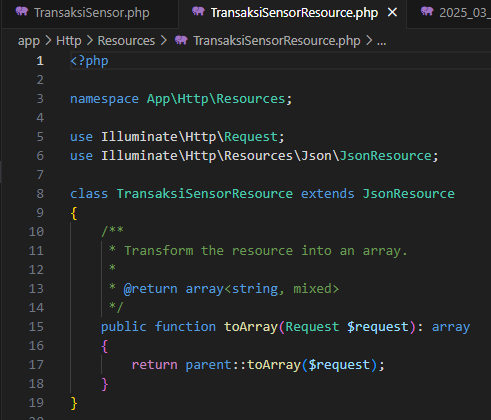 TransaksiSensor.php
TransaksiSensorResource.php
2025_03_
app > Http > Resources > TransaksiSensorResource.php > ...
1 <?php
2
3 namespace App\Http\Resources;
4
5 use Illuminate\Http\Request;
6 use Illuminate\Http\Resources\Json\JsonResource;
7
8 class TransaksiSensorResource extends JsonResource
9 {
10 /**
11 * Transform the resource into an array.
12 *
13 * @return array<string, mixed>
14 */
15 public function toArray(Request $request): array
16 {
17 return parent::toArray($request);
18 }
19 }